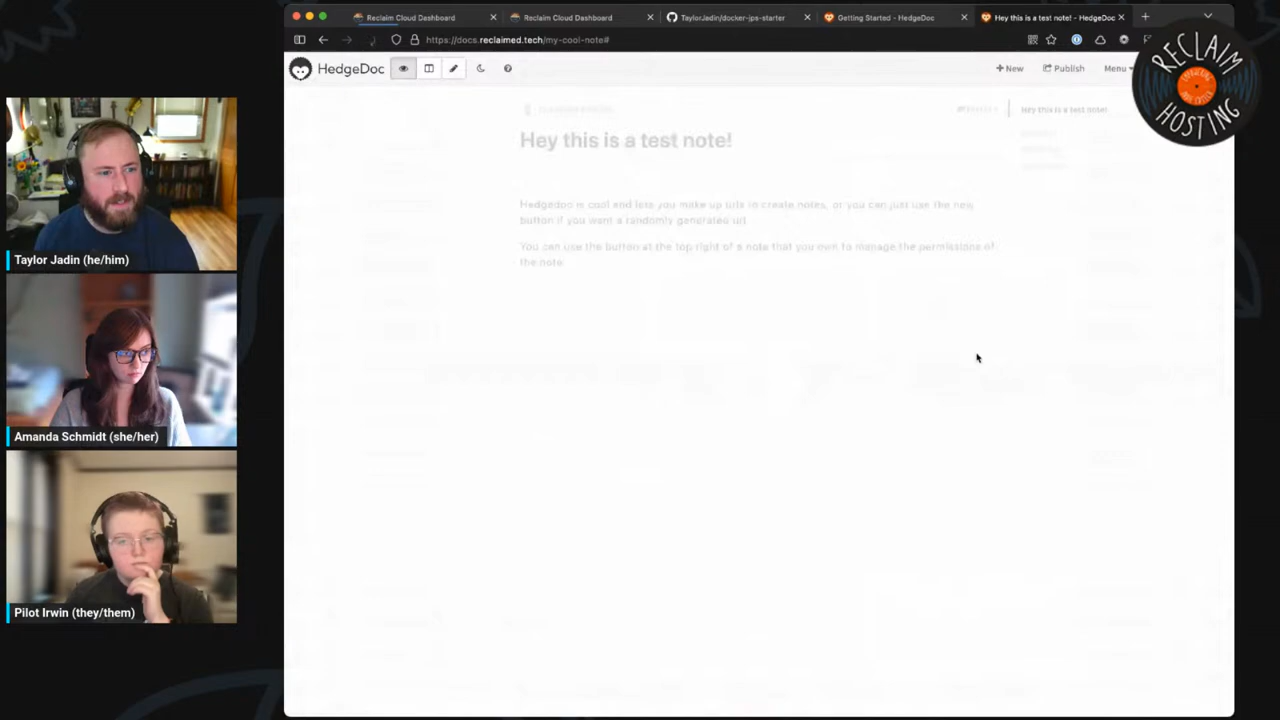 Reclaim Cloud Dashboard
Reclaim Cloud Dashboard
TaylorJadin/docker-jps-starter
Getting Started - HedgeDoc
Hey this is a test note! - HedgeDoc
https://docs.reclaimed.tech/my-cool-note#
HedgeDoc
New
Publish
Menu
RECLAIM
HOSTING
Hey this is a test note!
Hey this is a test note!
Hedgedoc is cool and lets you make up urls to create notes, or you can just use the new
button if you want a randomly generated url
You can use the button at the top right of a note that you own to manage the permissions of
the note
Taylor Jadin (he/him)
Amanda Schmidt (she/her)
Pilot Irwin (they/them)